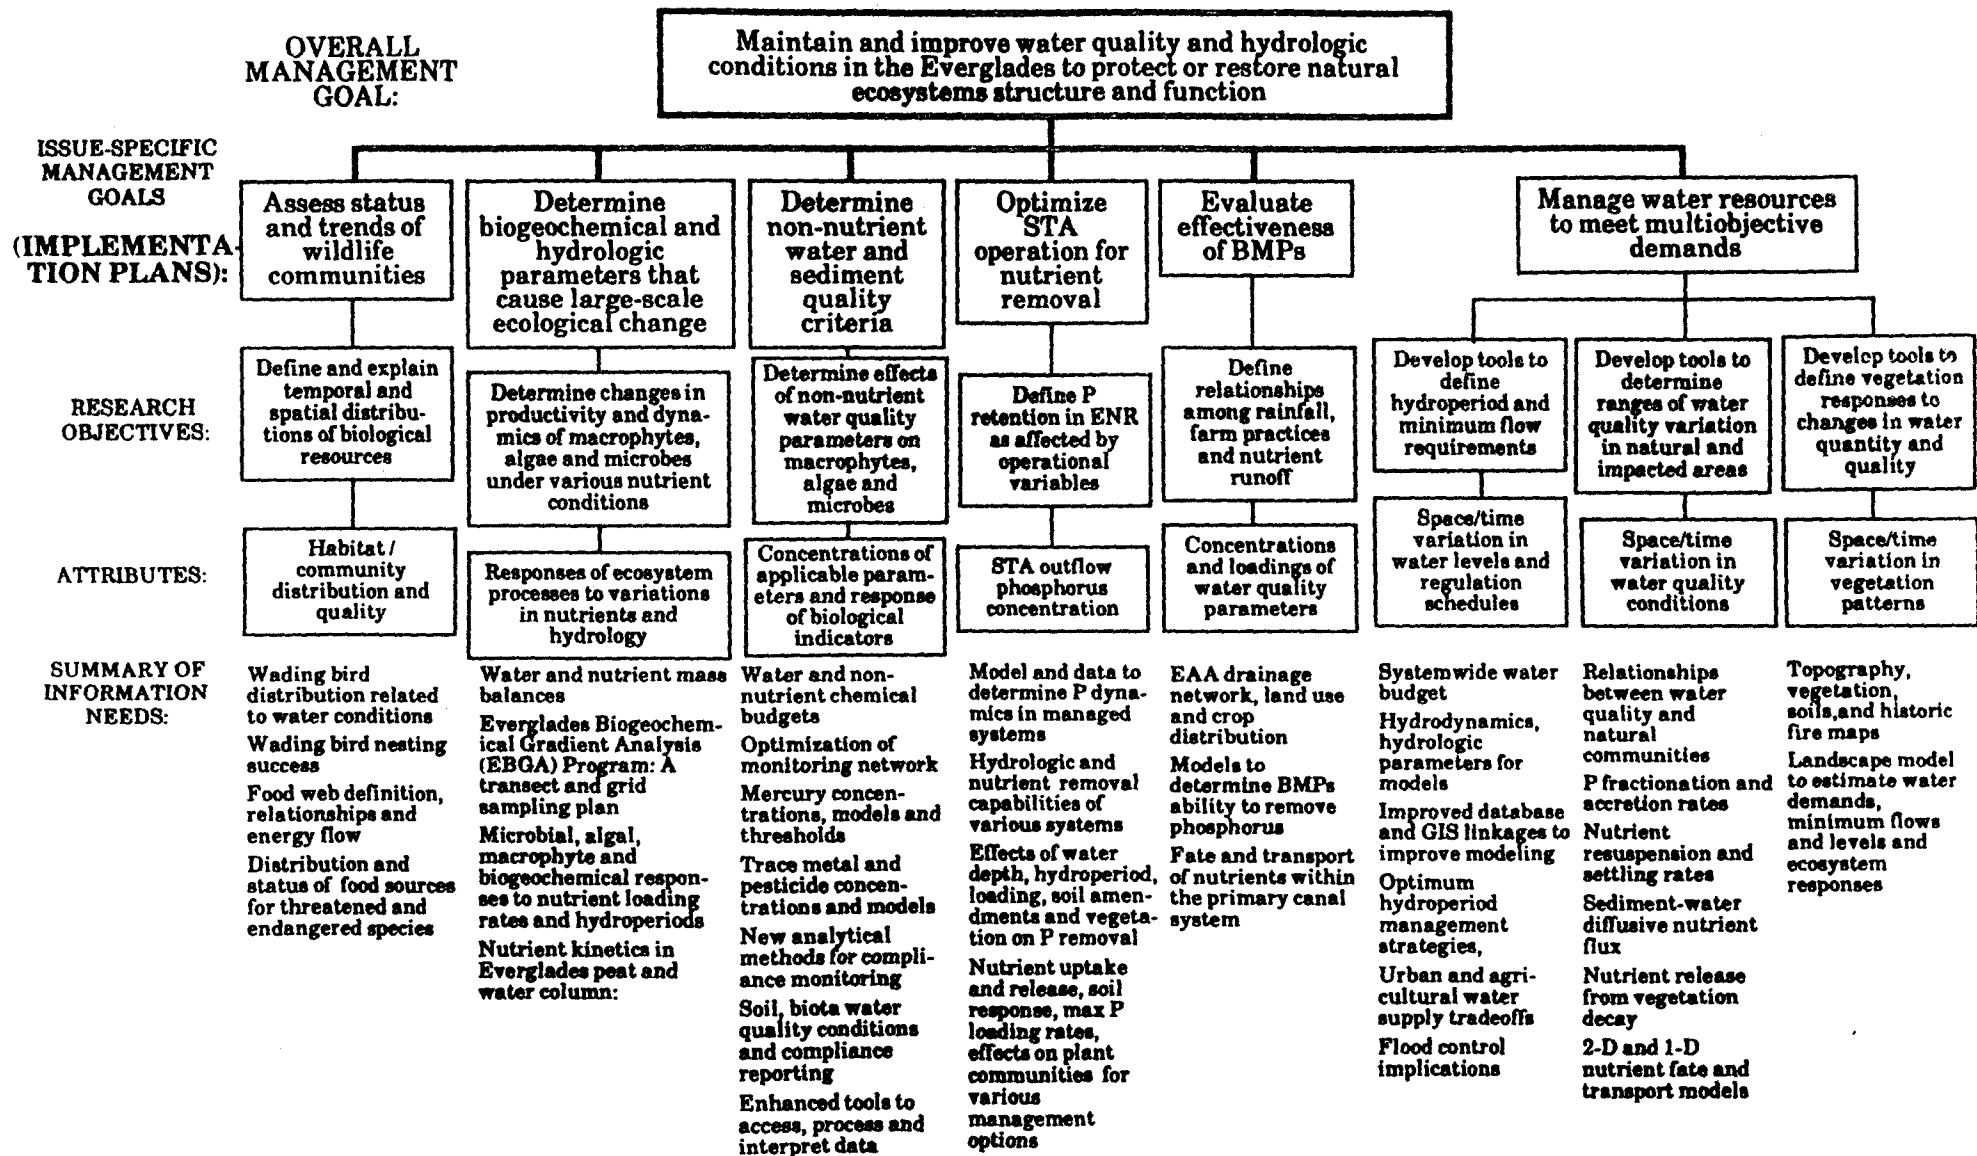 OVERALL
MANAGEMENT
GOAL:
Maintain and improve water quality and hydrologic
conditions in the Everglades to protect or restore natural
ecosystems structure and function
ISSUE-SPECIFIC
MANAGEMENT
GOALS
(IMPLEMENTA-
TION PLANS):
Assess status
and trends of
wildlife
communities
Determine
biogeochemical and
hydrologic
parameters that
cause large-scale
ecological change
Determine
non-nutrient
water and
sediment
quality
criteria
Optimize
STA
operation for
nutrient
removal
Evaluate
effectiveness
of BMPs
Manage water resources
to meet multiobjective
demands
RESEARCH
OBJECTIVES:
Define and explain
temporal and
spatial distribu-
tions of biological
resources
Determine changes in
productivity and dyna-
mics of macrophytes,
algae and microbes
under various nutrient
conditions
Determine effects
of non-nutrient
water quality
parameters on
macrophytes,
algae and
microbes
Define P
retention in ENR
as affected by
operational
variables
Define
relationships
among rainfall,
farm practices
and nutrient
runoff
Develop tools to
define
hydroperiod and
minimum flow
requirements
Develop tools to
determine
ranges of water
quality variation
in natural and
impacted areas
Develop tools to
define vegetation
responses to
changes in water
quantity and
quality
ATTRIBUTES:
Habitat /
community
distribution and
quality
Responses of ecosystem
processes to variations
in nutrients and
hydrology
Concentrations of
applicable param-
eters and response
of biological
indicators
STA outflow
phosphorus
concentration
Concentrations
and loadings of
water quality
parameters
Space/time
variation in
water levels and
regulation
schedules
Space/time
variation in
water quality
conditions
Space/time
variation in
vegetation
patterns
SUMMARY OF
INFORMATION
NEEDS:
Wading bird
distribution related
to water conditions
Wading bird nesting
success
Food web definition,
relationships and
energy flow
Distribution and
status of food sources
for threatened and
endangered species
Water and nutrient mass
balances
Everglades Biogeochem-
ical Gradient Analysis
(EBGA) Program: A
transect and grid
sampling plan
Microbial, algal,
macrophyte and
biogeochemical respon-
ses to nutrient loading
rates and hydroperiods
Nutrient kinetics in
Everglades peat and
water column:
Water and non-
nutrient chemical
budgets
Optimization of
monitoring network
Mercury concen-
trations, models and
thresholds
Trace metal and
pesticide concen-
trations and models
New analytical
methods for compli-
ance monitoring
Soil, biota water
quality conditions
and compliance
reporting
Enhanced tools to
access, process and
interpret data
Model and data to
determine P dyna-
mics in managed
systems
Hydrologic and
nutrient removal
capabilities of
various systems
Effects of water
depth, hydroperiod,
loading, soil amen-
dments and vegeta-
tion on P removal
Nutrient uptake
and release, soil
response, max P
loading rates,
effects on plant
communities for
various
management
options
EAA drainage
network, land use
and crop
distribution
Models to
determine BMPs
ability to remove
phosphorus
Fate and transport
of nutrients within
the primary canal
system
Systemwide water
budget
Hydrodynamics,
hydrologic
parameters for
models
Improved database
and GIS linkages to
improve modeling
Optimum
hydroperiod
management
strategies,
Urban and agri-
cultural water
supply tradeoffs
Flood control
implications
Relationships
between water
quality and
natural
communities
P fractionation and
accretion rates
Nutrient
resuspension and
settling rates
Sediment-water
diffusive nutrient
flux
Nutrient release
from vegetation
decay
2-D and 1-D
nutrient fate and
transport models
Topography,
vegetation,
soils,and historic
fire maps
Landscape model
to estimate water
demands,
minimum flows
and levels and
ecosystem
responses